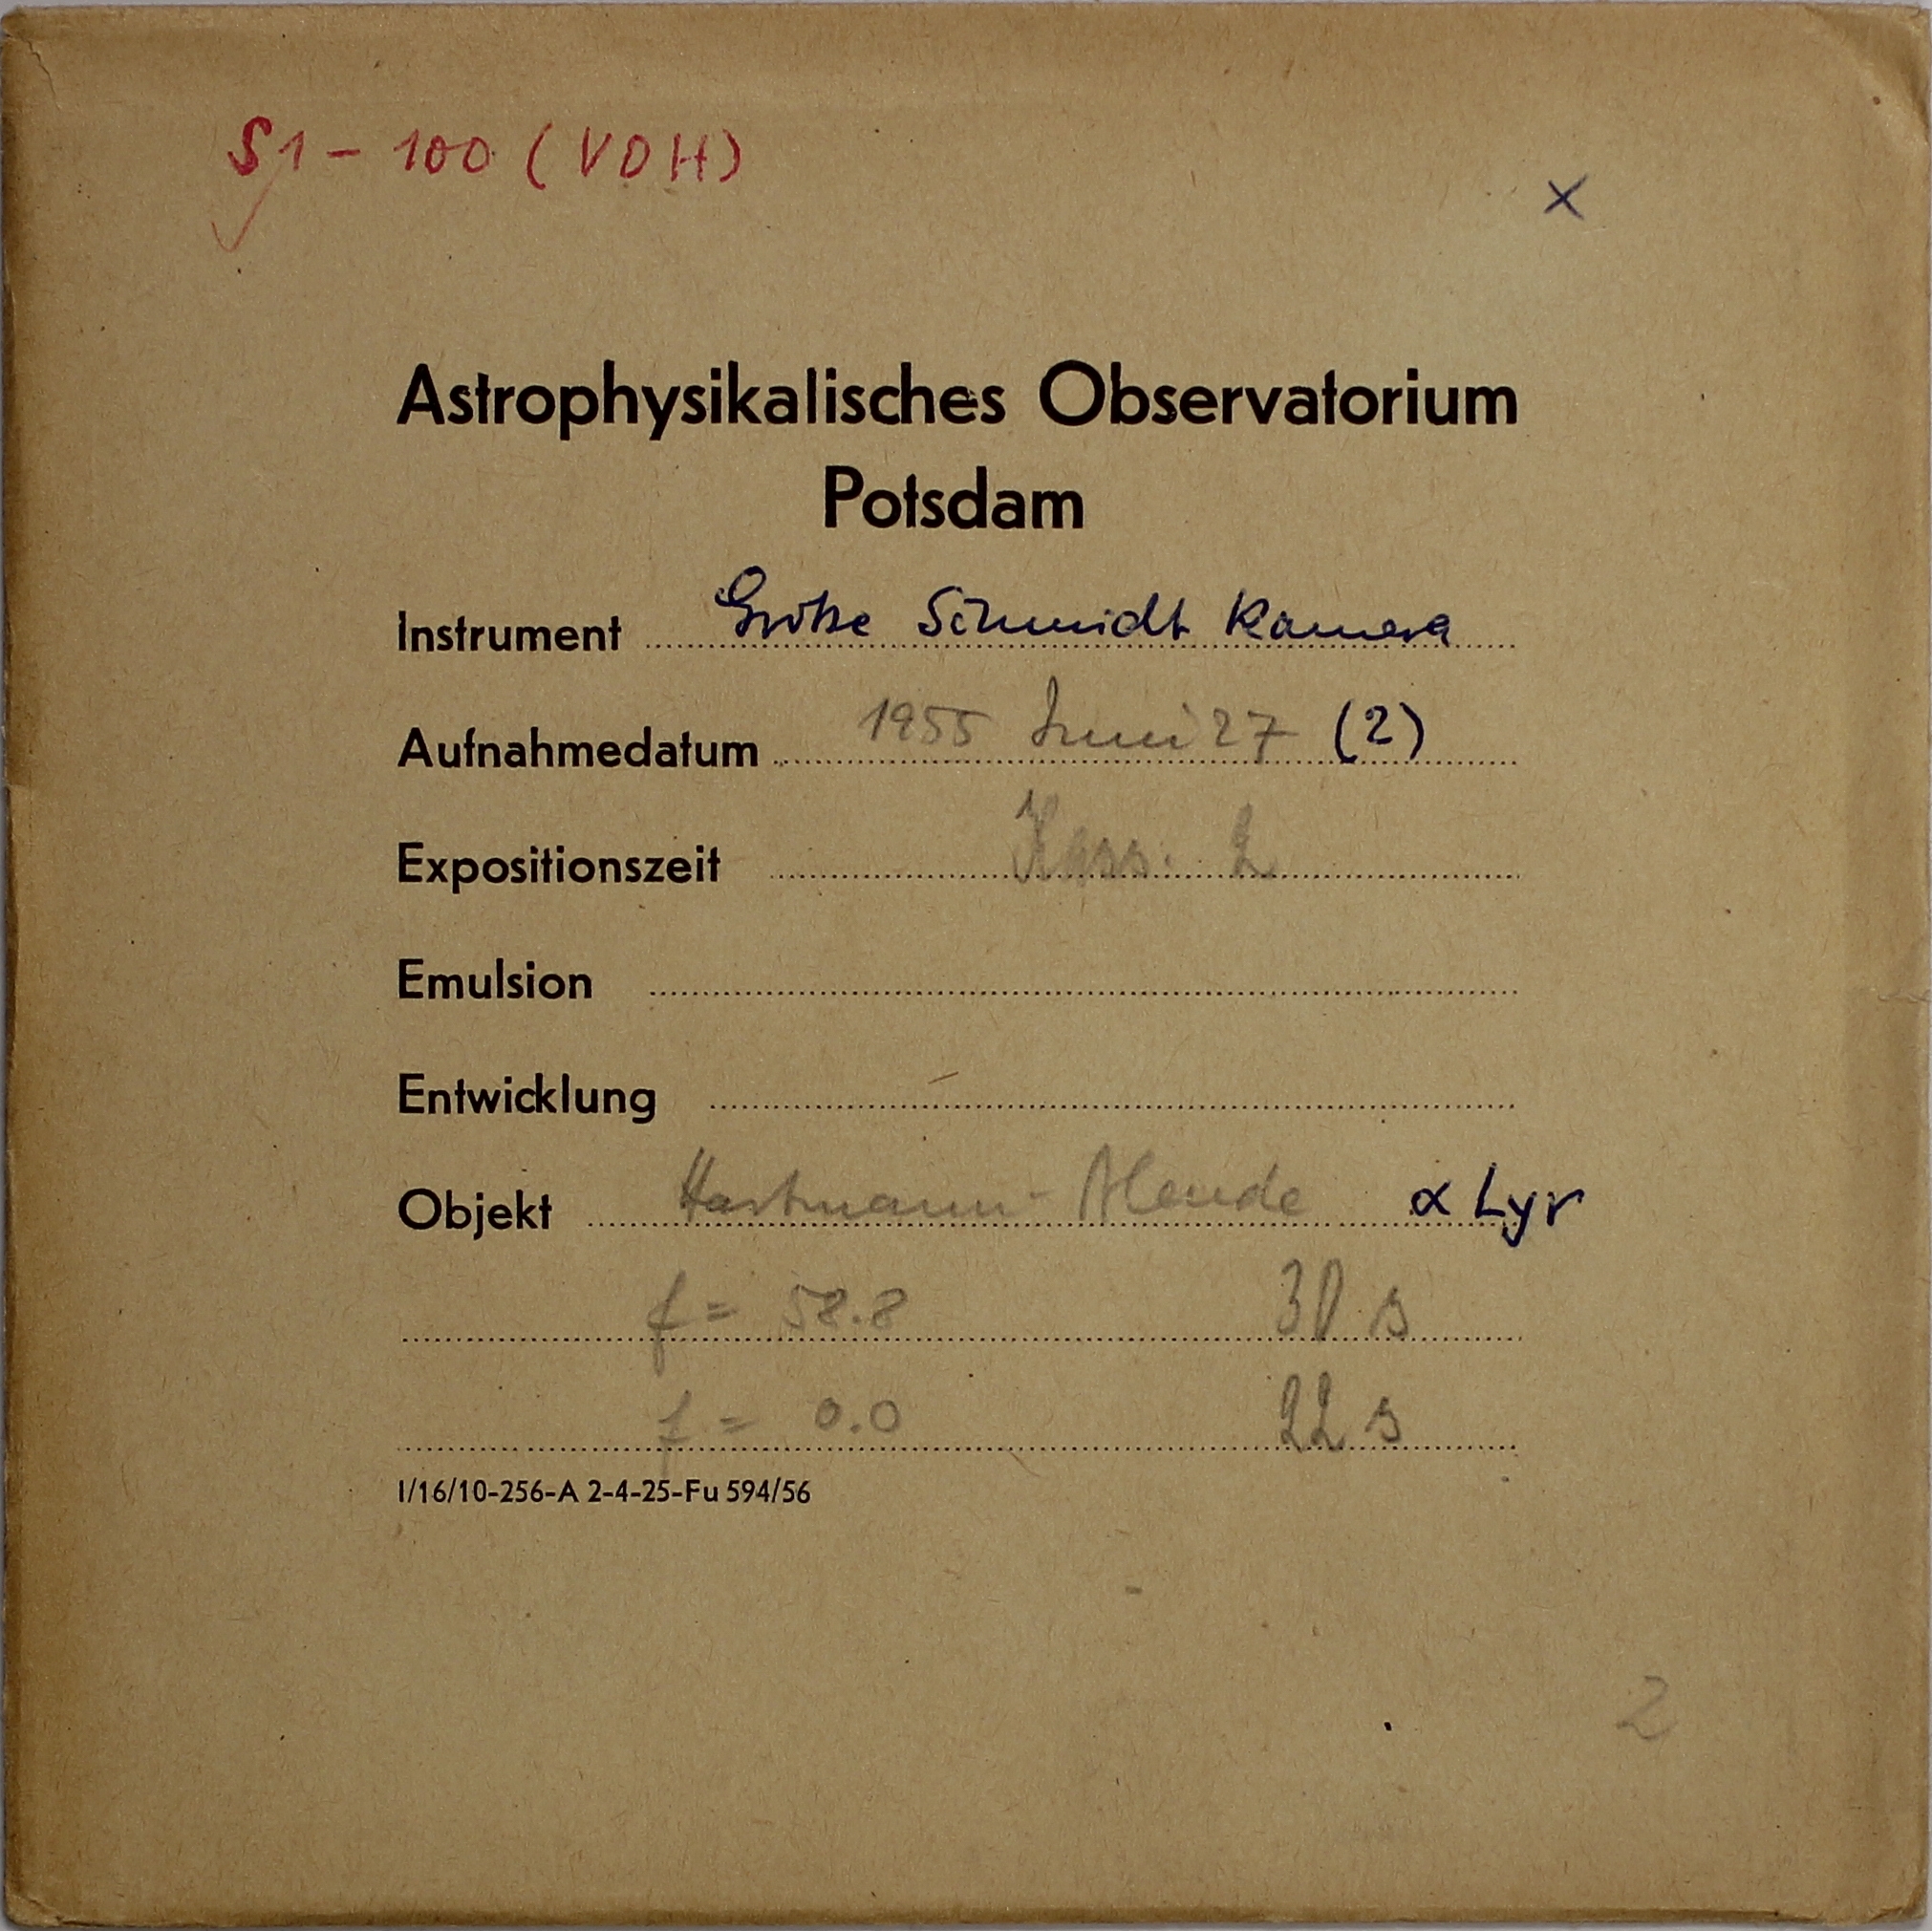 S1 - 100 (VOH)
x
Astrophysikalisches Observatorium
Potsdam
Instrument Große Schmidt Kamera
Aufnahmedatum 1955 Juni 27 (2)
Expositionszeit Kass. 2
Emulsion
Entwicklung
Objekt Hartmann-Blende α Lyr
f = 58.8 30 s
f = 0.0 22 s
I/16/10-256-A 2-4-25-Fu 594/56
2